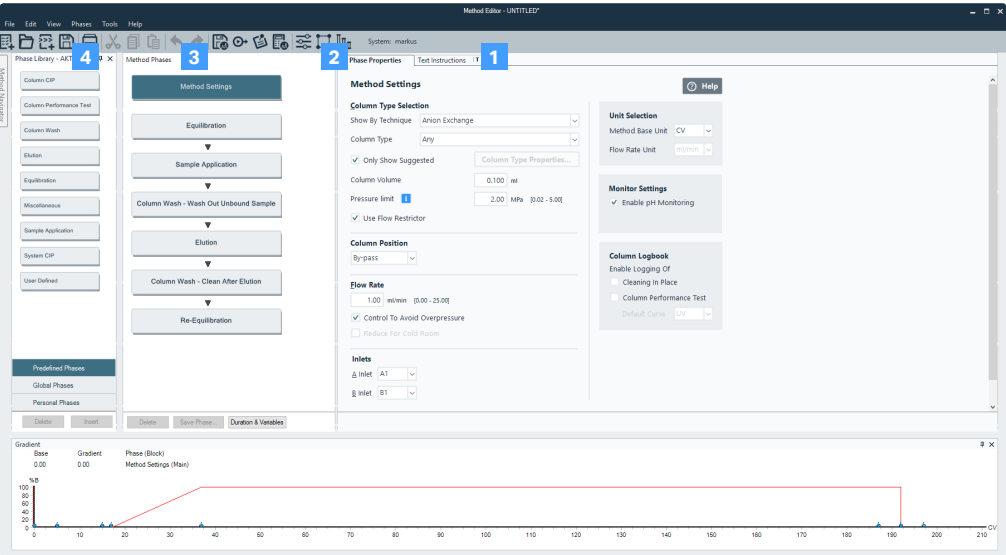 Method Editor - UNTITLED*
File Edit View Phases Tools Help
System: markus
4
3
2
1
Phase Library - AKT
Method Phases
Phase Properties
Text Instructions
Method Navigator
Column CIP
Column Performance Test
Column Wash
Elution
Equilibration
Miscellaneous
Sample Application
System CIP
User Defined
Predefined Phases
Global Phases
Personal Phases
Delete
Insert
Method Settings
Equilibration
Sample Application
Column Wash - Wash Out Unbound Sample
Elution
Column Wash - Clean After Elution
Re-Equilibration
Delete
Save Phase...
Duration & Variables
Method Settings
Help
Column Type Selection
Show By Technique Anion Exchange
Column Type Any
Only Show Suggested
Column Type Properties...
Column Volume 0.100 ml
Pressure limit 2.00 MPa [0.02 - 5.00]
Use Flow Restrictor
Column Position
By-pass
Flow Rate
1.00 ml/min [0.00 - 25.00]
Control To Avoid Overpressure
Reduce For Cold Room
Inlets
A Inlet A1
B Inlet B1
Unit Selection
Method Base Unit CV
Flow Rate Unit ml/min
Monitor Settings
Enable pH Monitoring
Column Logbook
Enable Logging Of
Cleaning In Place
Column Performance Test
Default Curve UV
Gradient
Base Gradient Phase (Block)
0.00 0.00 Method Settings (Main)
%B
100
80
60
40
20
0
0 10 20 30 40 50 60 70 80 90 100 110 120 130 140 150 160 170 180 190 200 210
CV